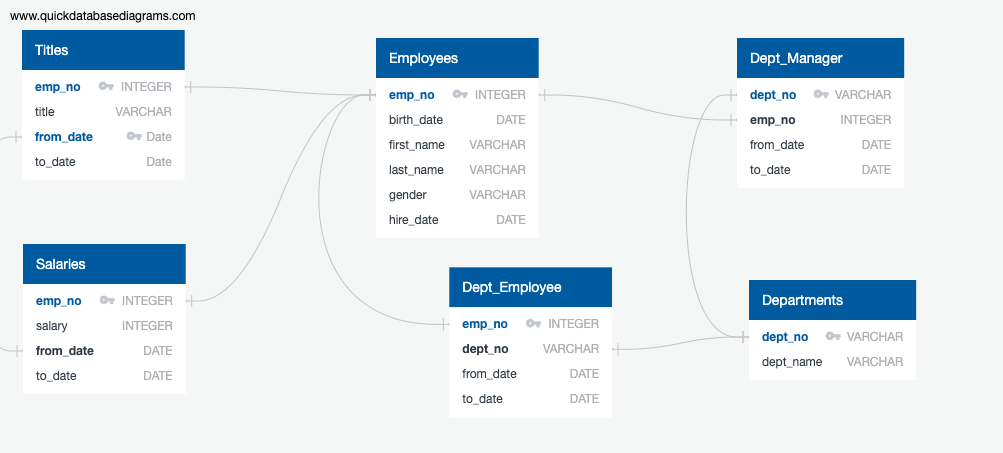 www.quickdatabasediagrams.com
Titles
emp_no INTEGER
title VARCHAR
from_date Date
to_date Date
Employees
emp_no INTEGER
birth_date DATE
first_name VARCHAR
last_name VARCHAR
gender VARCHAR
hire_date DATE
Dept_Manager
dept_no VARCHAR
emp_no INTEGER
from_date DATE
to_date DATE
Salaries
emp_no INTEGER
salary INTEGER
from_date DATE
to_date DATE
Dept_Employee
emp_no INTEGER
dept_no VARCHAR
from_date DATE
to_date DATE
Departments
dept_no VARCHAR
dept_name VARCHAR